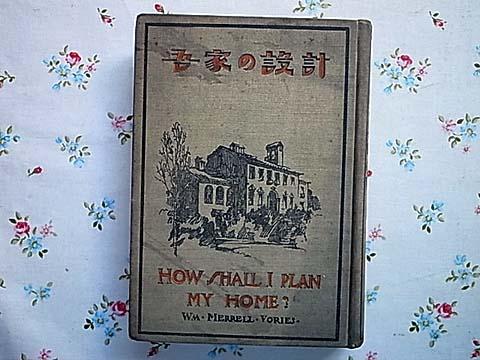 吾家の設計
HOW SHALL I PLAN
MY HOME?
WM · MERRELL · VORIES ·